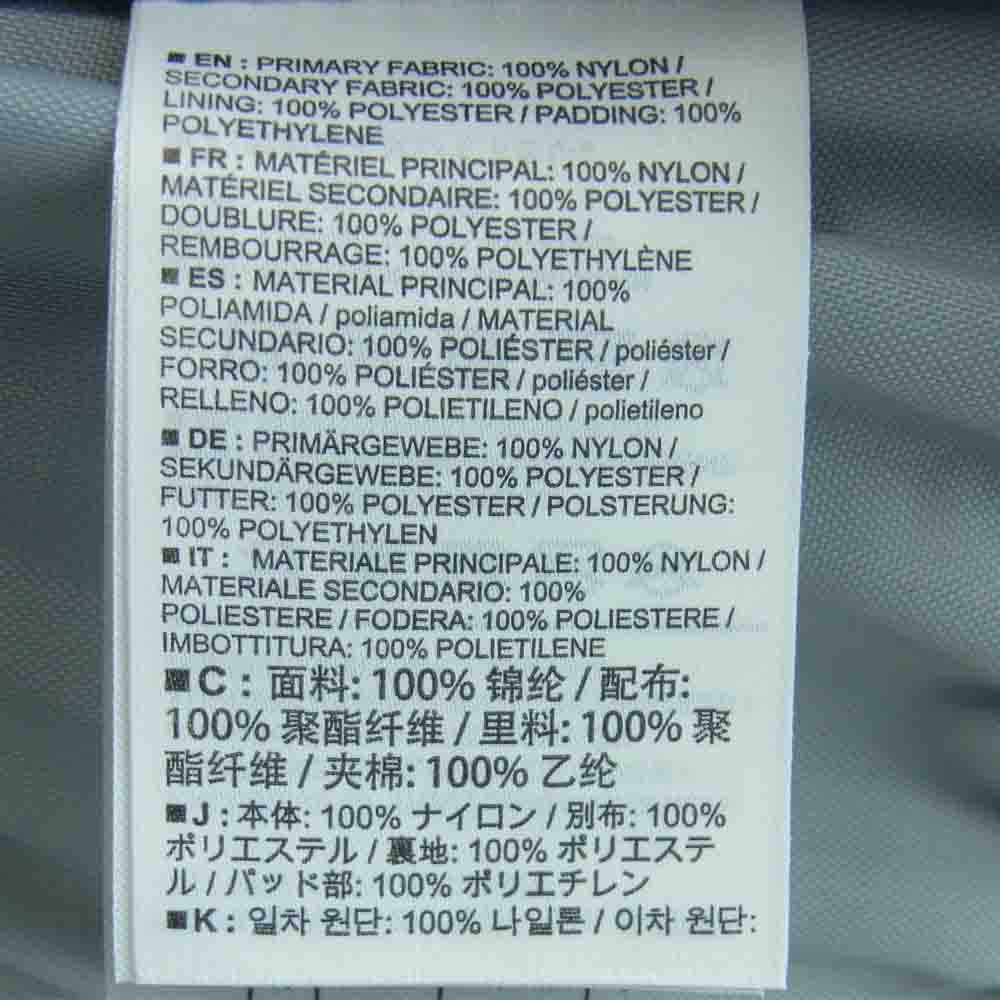 EN : PRIMARY FABRIC: 100% NYLON /
SECONDARY FABRIC: 100% POLYESTER /
LINING: 100% POLYESTER / PADDING: 100%
POLYETHYLENE
FR : MATÉRIEL PRINCIPAL: 100% NYLON /
MATÉRIEL SECONDAIRE: 100% POLYESTER /
DOUBLURE: 100% POLYESTER /
REMBOURRAGE: 100% POLYETHYLÈNE
ES : MATERIAL PRINCIPAL: 100%
POLIAMIDA / poliamida / MATERIAL
SECUNDARIO: 100% POLIÉSTER / poliéster /
FORRO: 100% POLIÉSTER / poliéster /
RELLENO: 100% POLIETILENO / polietileno
DE : PRIMÄRGEWEBE: 100% NYLON /
SEKUNDÄRGEWEBE: 100% POLYESTER /
FUTTER: 100% POLYESTER / POLSTERUNG:
100% POLYETHYLEN
IT : MATERIALE PRINCIPALE: 100% NYLON /
MATERIALE SECONDARIO: 100%
POLIESTERE / FODERA: 100% POLIESTERE /
IMBOTTITURA: 100% POLIETILENE
C : 面料: 100% 锦纶 / 配布:
100% 聚酯纤维 / 里料: 100% 聚
酯纤维 / 夹棉: 100% 乙纶
J : 本体: 100% ナイロン / 別布: 100%
ポリエステル / 裏地: 100% ポリエステ
ル / パッド部: 100% ポリエチレン
K : 일차 원단: 100% 나일론 / 이차 원단: